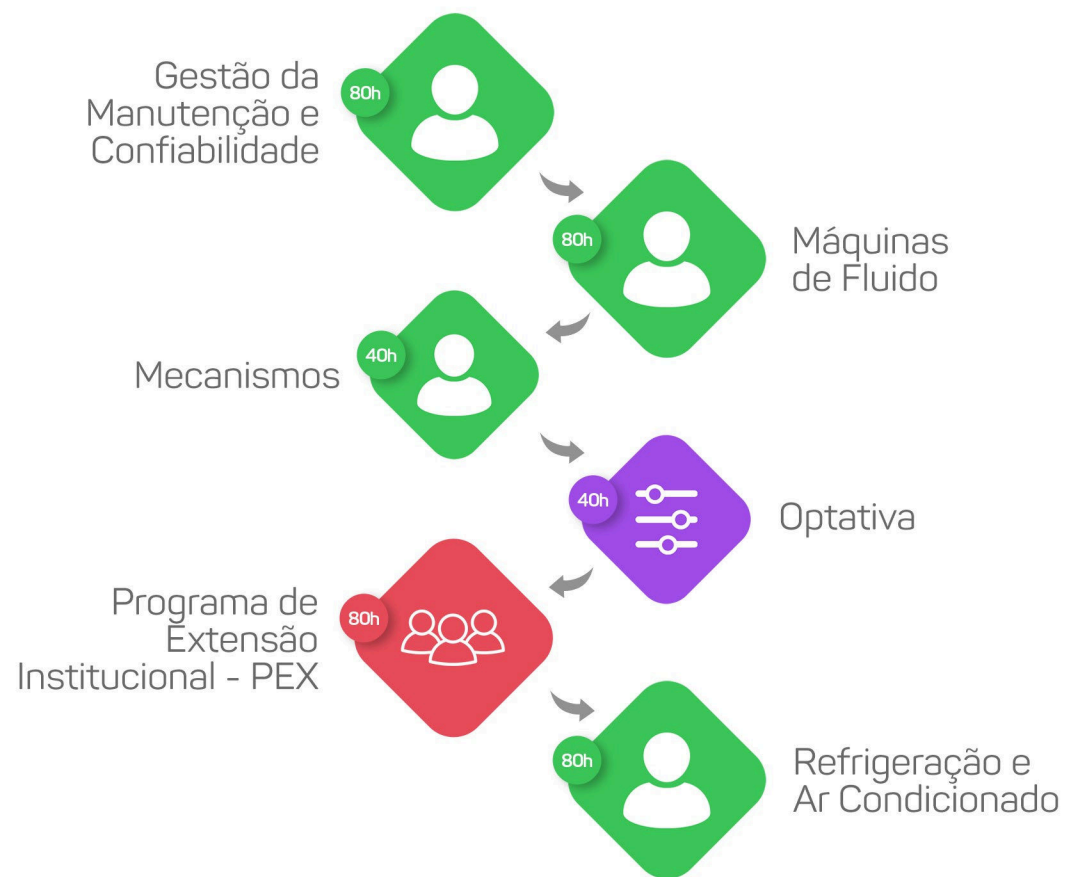 Gestão da
Manutenção e
Confiabilidade
80h
80h
Máquinas
de Fluido
Mecanismos
40h
40h
Optativa
Programa de
Extensão
Institucional - PEX
80h
80h
Refrigeração e
Ar Condicionado